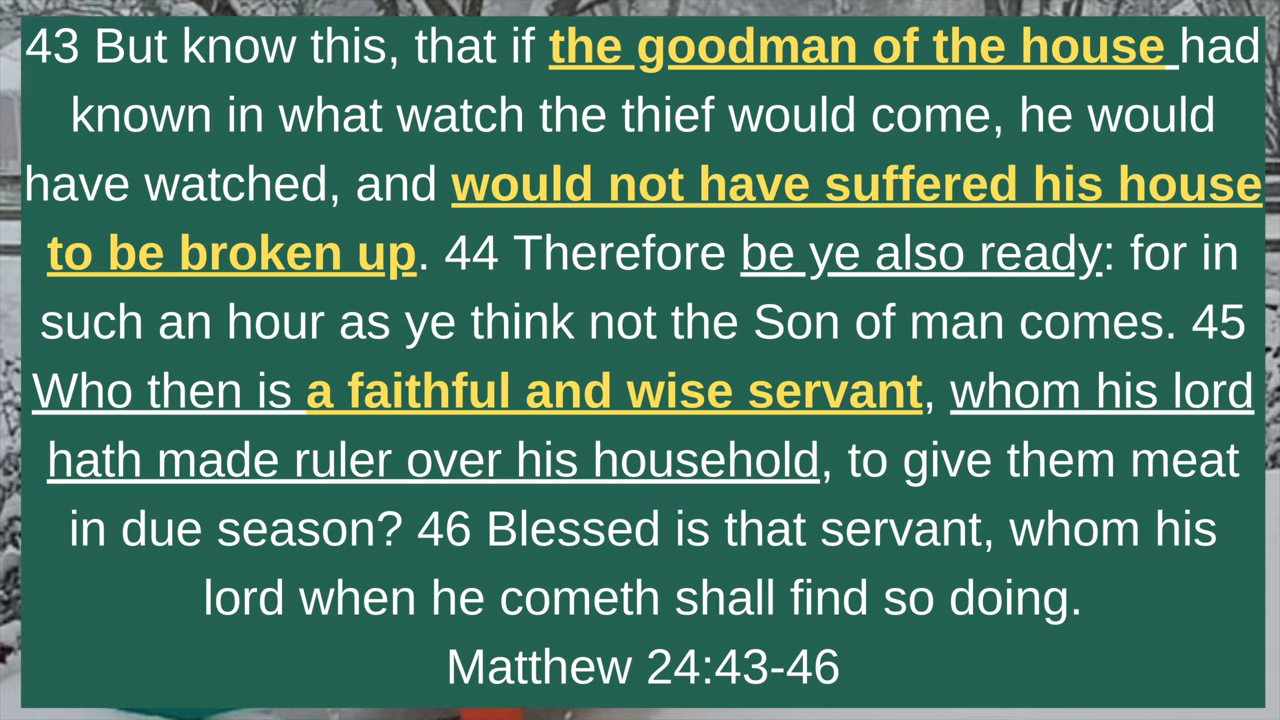 43 But know this, that if the goodman of the house had
known in what watch the thief would come, he would
have watched, and would not have suffered his house
to be broken up. 44 Therefore be ye also ready: for in
such an hour as ye think not the Son of man comes. 45
Who then is a faithful and wise servant, whom his lord
hath made ruler over his household, to give them meat
in due season? 46 Blessed is that servant, whom his
lord when he cometh shall find so doing.
Matthew 24:43-46